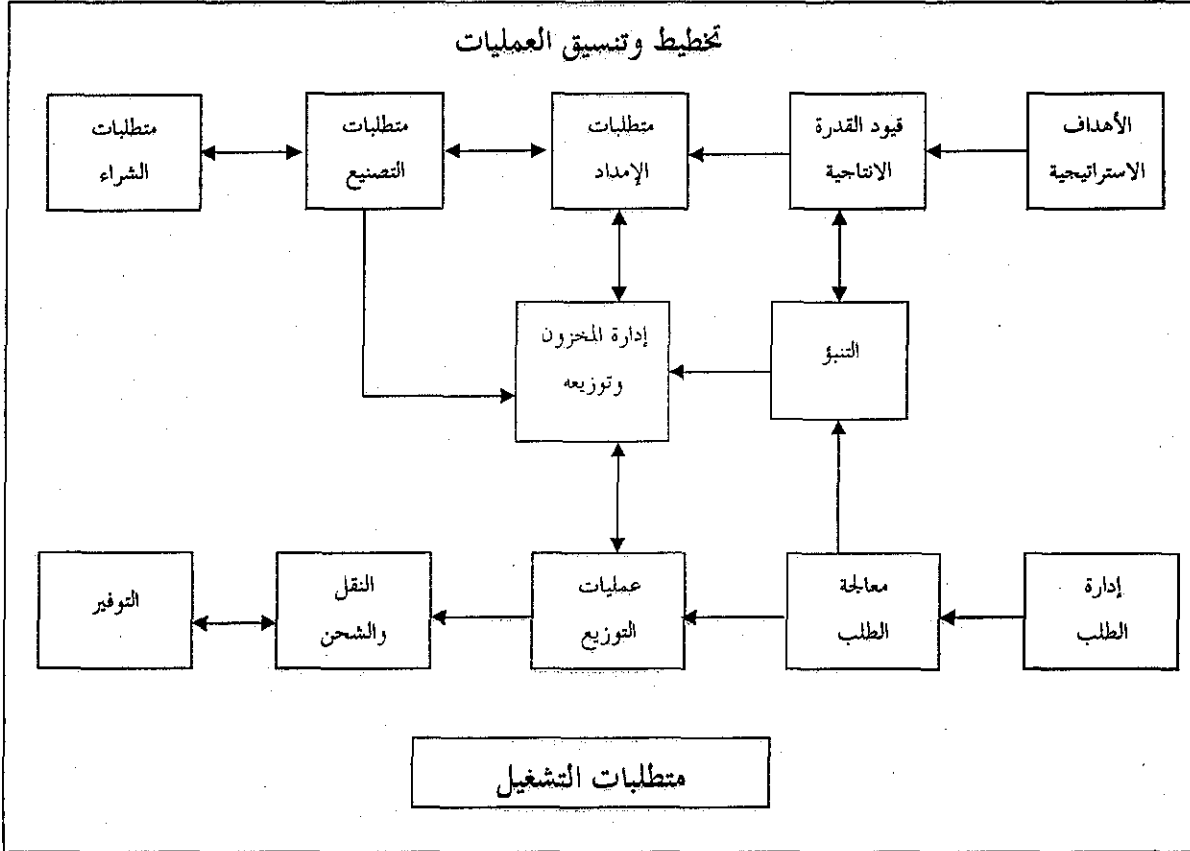 تخطيط وتنسيق العمليات
الأهداف
الاستراتيجية
قيود القدرة
الانتاجية
متطلبات
الإمداد
متطلبات
التصنيع
متطلبات
الشراء
التنبؤ
إدارة المخزون
وتوزيعه
إدارة
الطلب
معالجة
الطلب
عمليات
التوزيع
النقل
والشحن
التوفير
متطلبات التشغيل